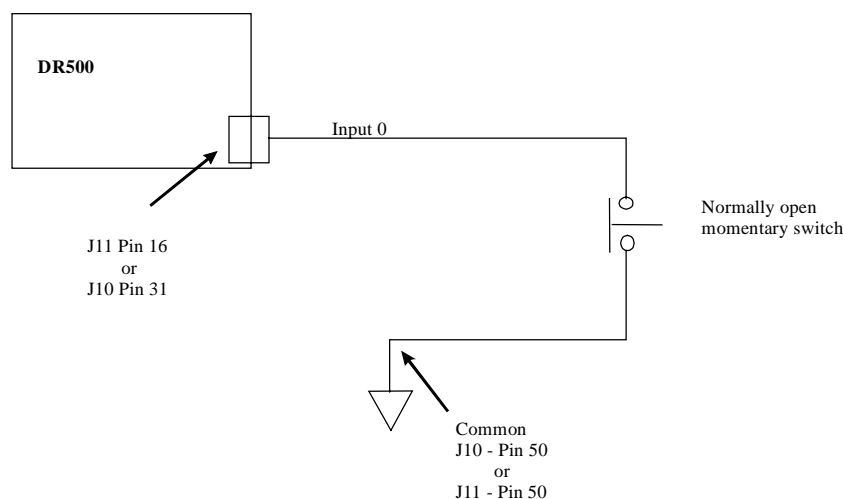 DR500
Input 0
Normally open
momentary switch
J11 Pin 16
or
J10 Pin 31
Common
J10 - Pin 50
or
J11 - Pin 50